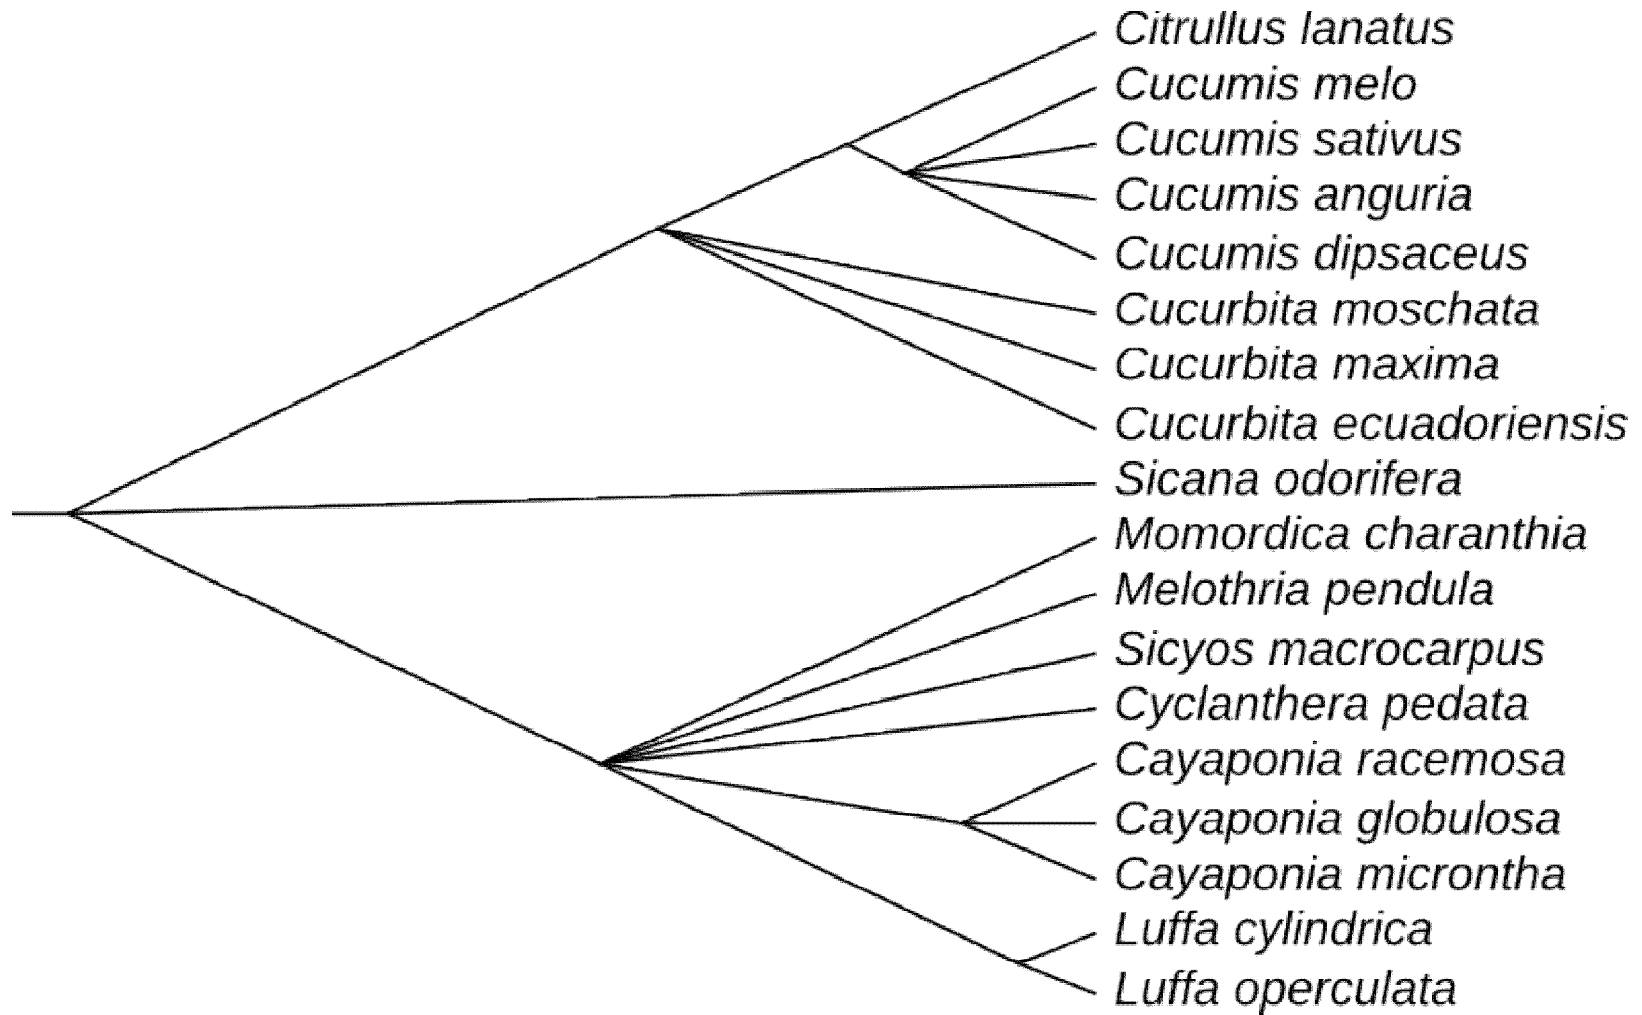 Citrullus lanatus
Cucumis melo
Cucumis sativus
Cucumis anguria
Cucumis dipsaceus
Cucurbita moschata
Cucurbita maxima
Cucurbita ecuadoriensis
Sicana odorifera
Momordica charanthia
Melothria pendula
Sicyos macrocarpus
Cyclanthera pedata
Cayaponia racemosa
Cayaponia globulosa
Cayaponia microntha
Luffa cylindrica
Luffa operculata